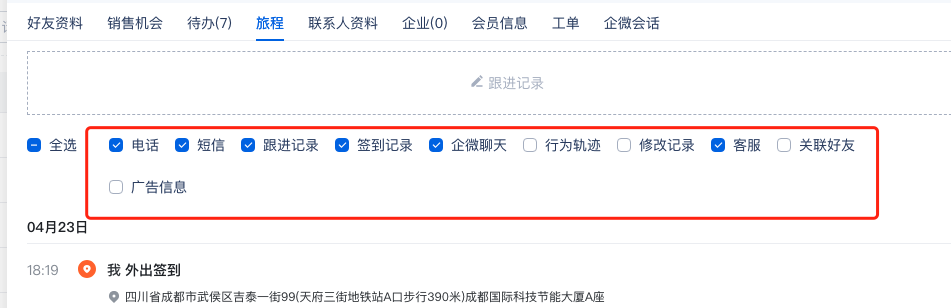 好友资料 销售机会 待办(7) 旅程 联系人资料 企业(0) 会员信息 工单 企微会话
跟进记录
全选 电话 短信 跟进记录 签到记录 企微聊天 行为轨迹 修改记录 客服 关联好友
广告信息
04月23日
18:19 我 外出签到
四川省成都市武侯区吉泰一街99(天府三街地铁站A口步行390米)成都国际科技节能大厦A座